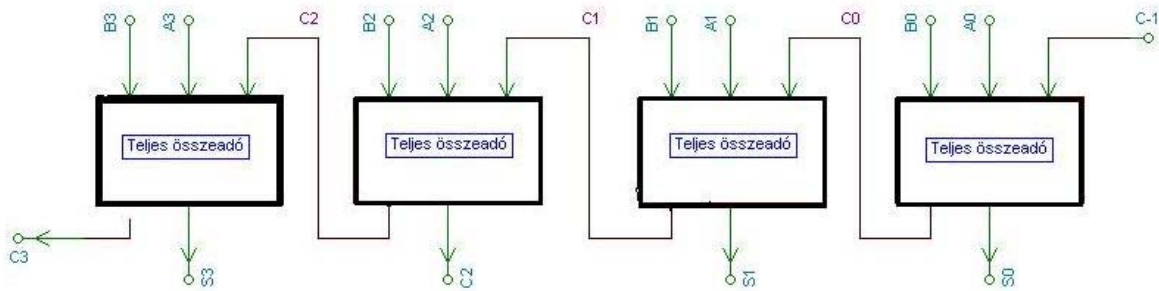 B3 A3 C2 B2 A2 C1 B1 A1 C0 B0 A0 C-1
Teljes összeadó Teljes összeadó Teljes összeadó Teljes összeadó
C3 S3 C2 S1 S0